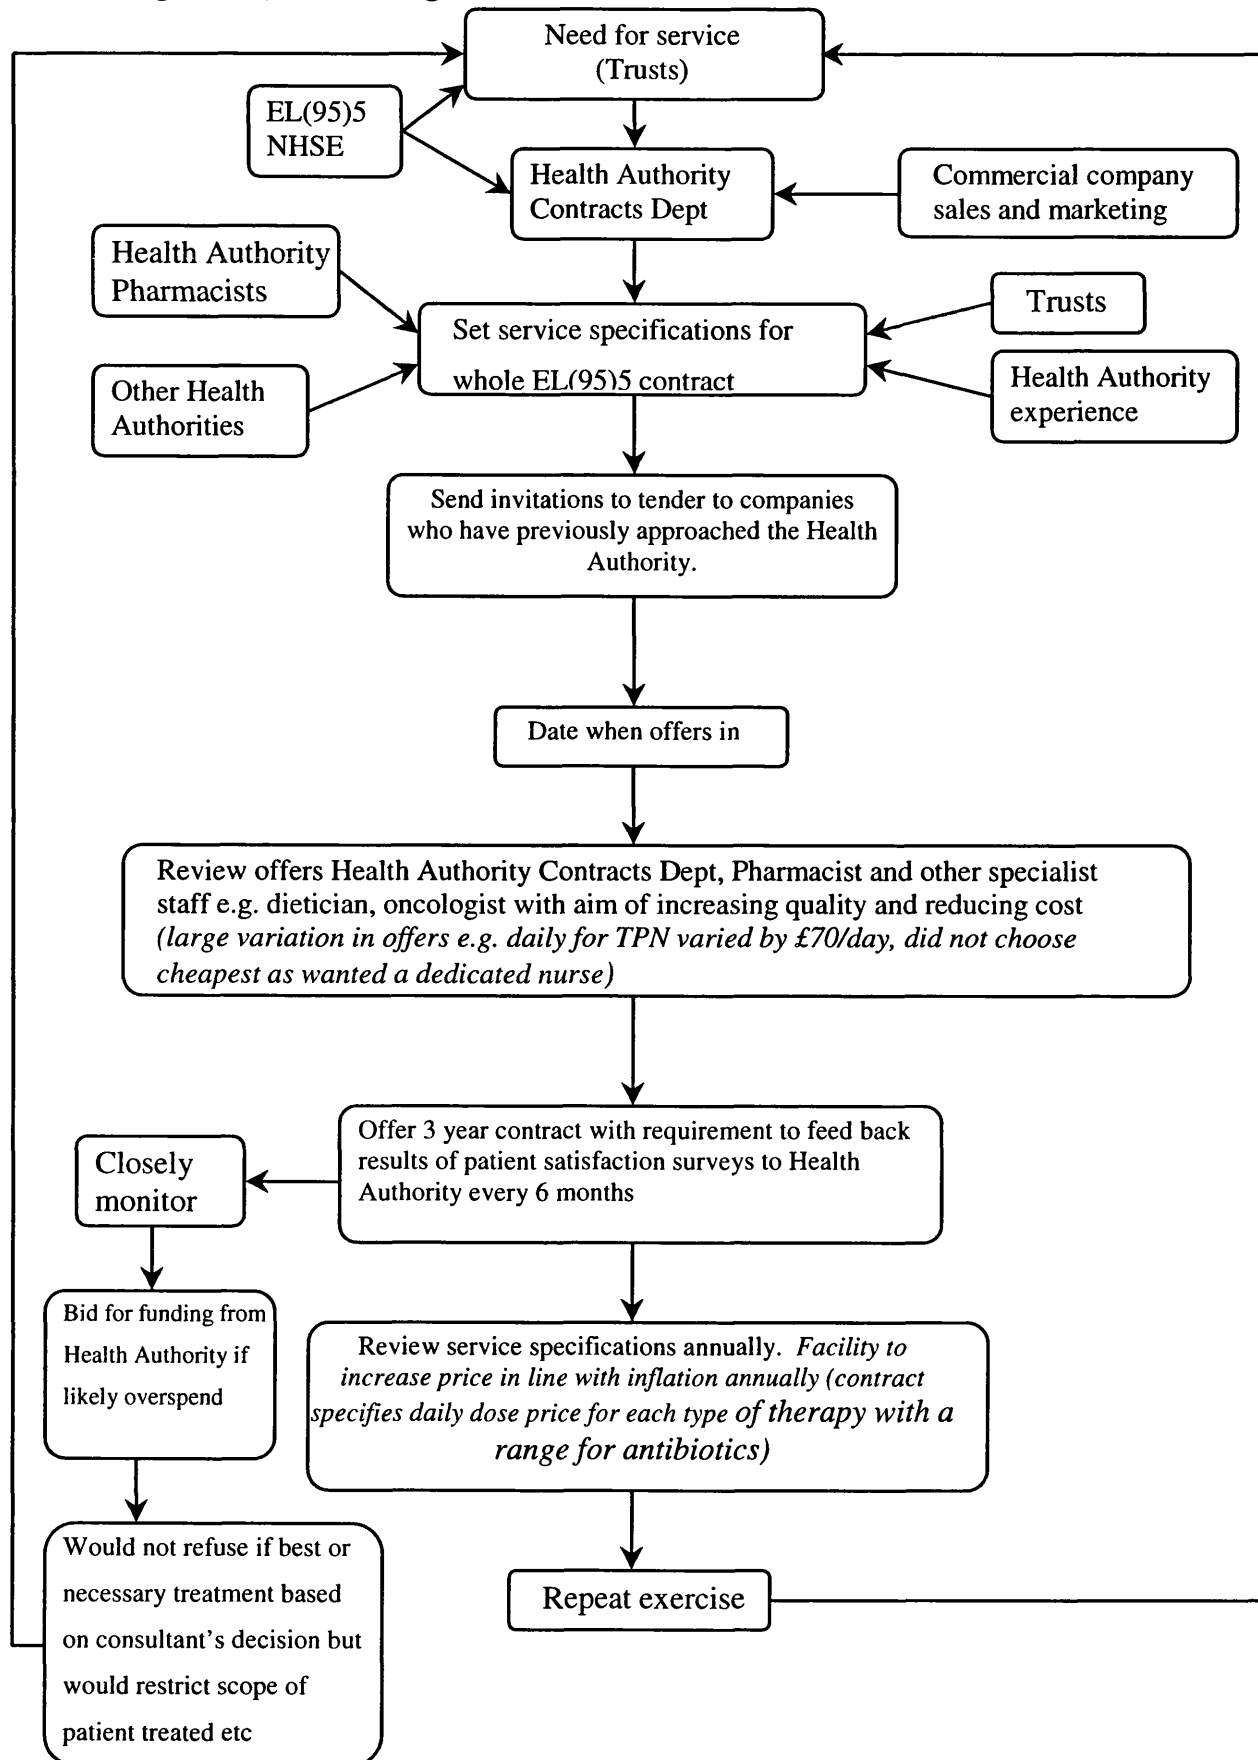 Need for service
(Trusts)
EL(95)5
NHSE
Health Authority
Contracts Dept
Commercial company
sales and marketing
Health Authority
Pharmacists
Set service specifications for
whole EL(95)5 contract
Trusts
Other Health
Authorities
Health Authority
experience
Send invitations to tender to companies
who have previously approached the Health
Authority.
Date when offers in
Review offers Health Authority Contracts Dept, Pharmacist and other specialist
staff e.g. dietician, oncologist with aim of increasing quality and reducing cost
(large variation in offers e.g. daily for TPN varied by £70/day, did not choose
cheapest as wanted a dedicated nurse)
Offer 3 year contract with requirement to feed back
results of patient satisfaction surveys to Health
Authority every 6 months
Closely
monitor
Bid for funding from
Health Authority if
likely overspend
Review service specifications annually. Facility to
increase price in line with inflation annually (contract
specifies daily dose price for each type of therapy with a
range for antibiotics)
Would not refuse if best or
necessary treatment based
on consultant's decision but
would restrict scope of
patient treated etc
Repeat exercise